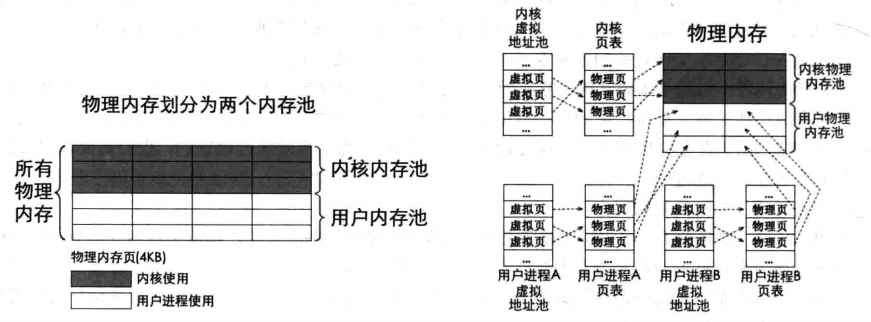 物理内存划分为两个内存池
所有
物理
内存
内核内存池
用户内存池
物理内存页(4KB)
内核使用
用户进程使用
内核
虚拟
地址池
内核
页表
物理内存
...
虚拟页
虚拟页
虚拟页
...
...
物理页
物理页
物理页
...
内核物理
内存池
用户物理
内存池
...
虚拟页
虚拟页
虚拟页
...
用户进程A
虚拟
地址池
...
物理页
物理页
物理页
...
用户进程A
页表
...
虚拟页
虚拟页
虚拟页
...
用户进程B
虚拟
地址池
...
物理页
物理页
物理页
...
用户进程B
页表